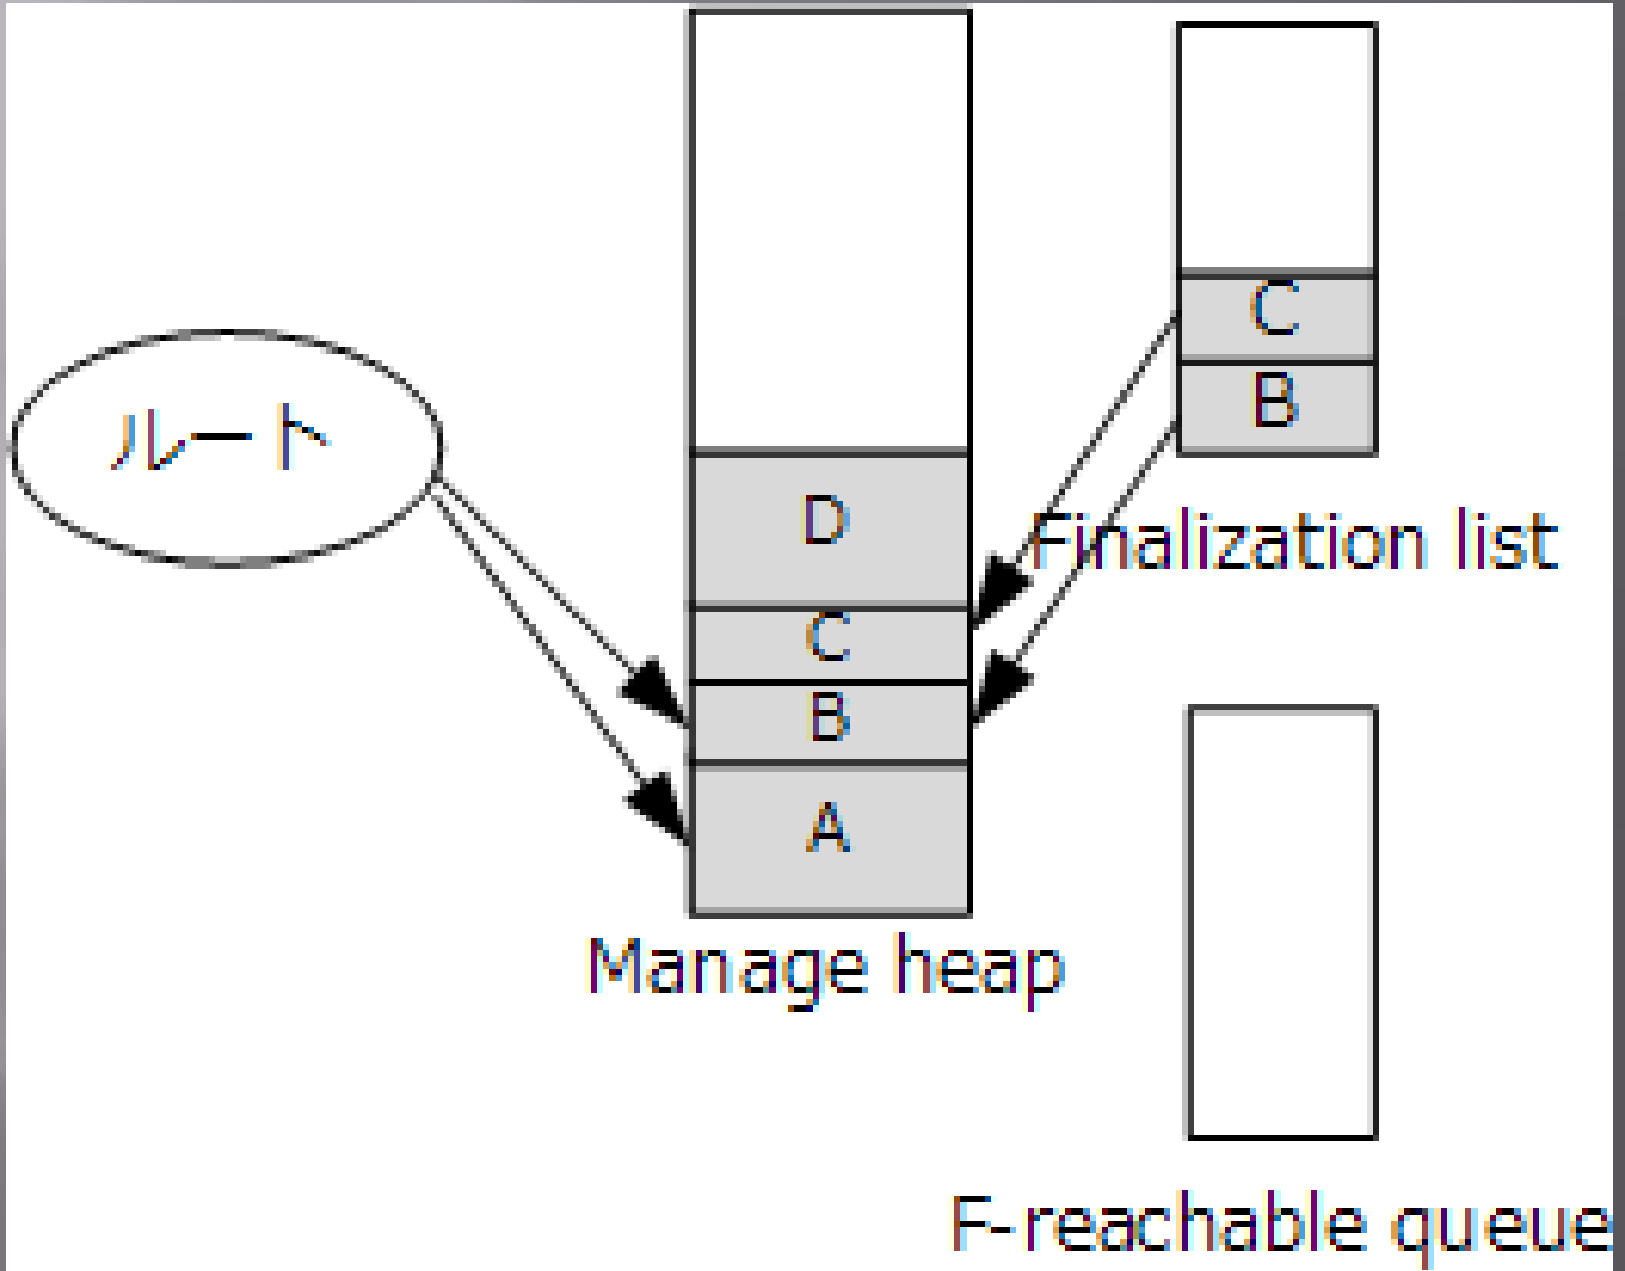 C
B
ルート
D
Finalization list
C
B
A
Manage heap
F-reachable queue